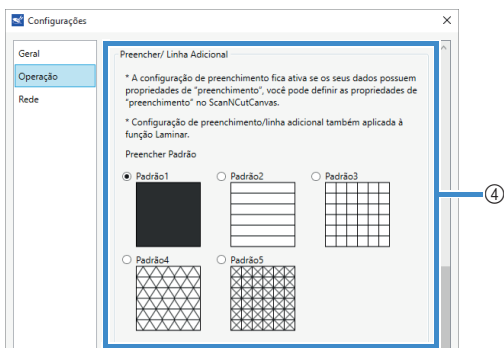 Configurações
Geral
Operação
Rede
Preencher/ Linha Adicional
* A configuração de preenchimento fica ativa se os seus dados possuem
propriedades de “preenchimento”, você pode definir as propriedades de
“preenchimento” no ScanNCutCanvas.
* Configuração de preenchimento/linha adicional também aplicada à
função Laminar.
Preencher Padrão
Padrão1
Padrão2
Padrão3
Padrão4
Padrão5
④